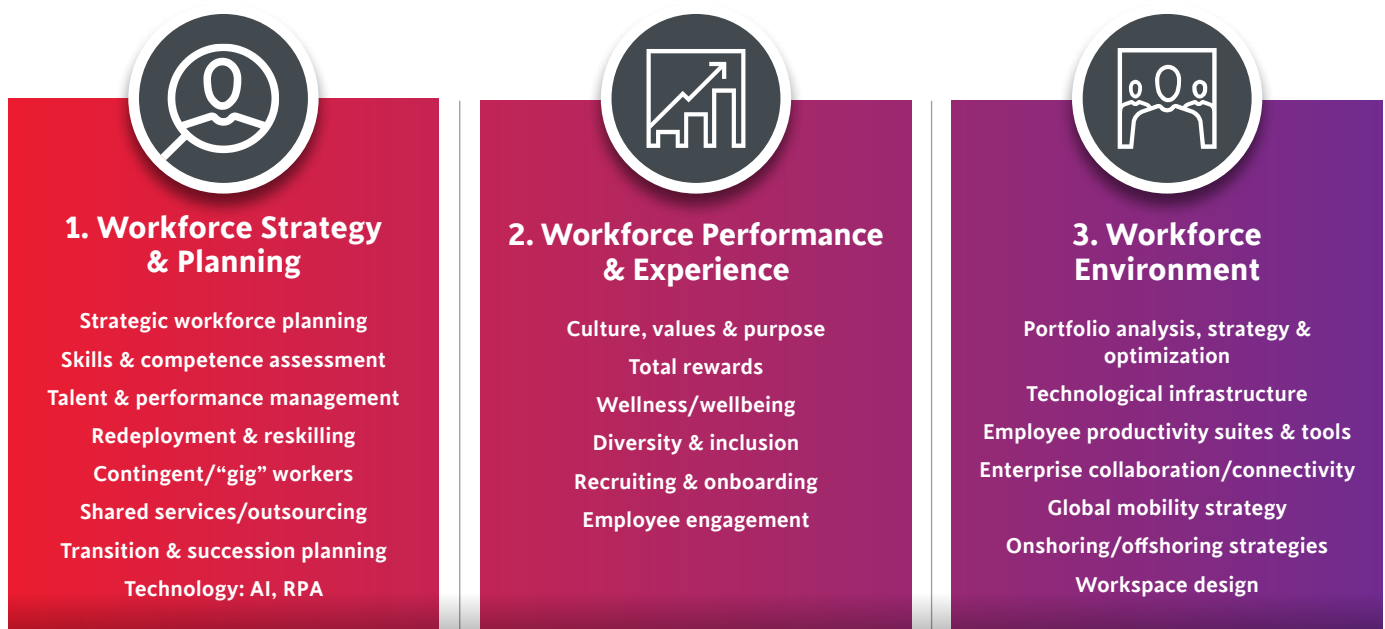 1. Workforce Strategy
& Planning
Strategic workforce planning
Skills & competence assessment
Talent & performance management
Redeployment & reskilling
Contingent/“gig” workers
Shared services/outsourcing
Transition & succession planning
Technology: AI, RPA
2. Workforce Performance
& Experience
Culture, values & purpose
Total rewards
Wellness/wellbeing
Diversity & inclusion
Recruiting & onboarding
Employee engagement
3. Workforce
Environment
Portfolio analysis, strategy &
optimization
Technological infrastructure
Employee productivity suites & tools
Enterprise collaboration/connectivity
Global mobility strategy
Onshoring/offshoring strategies
Workspace design